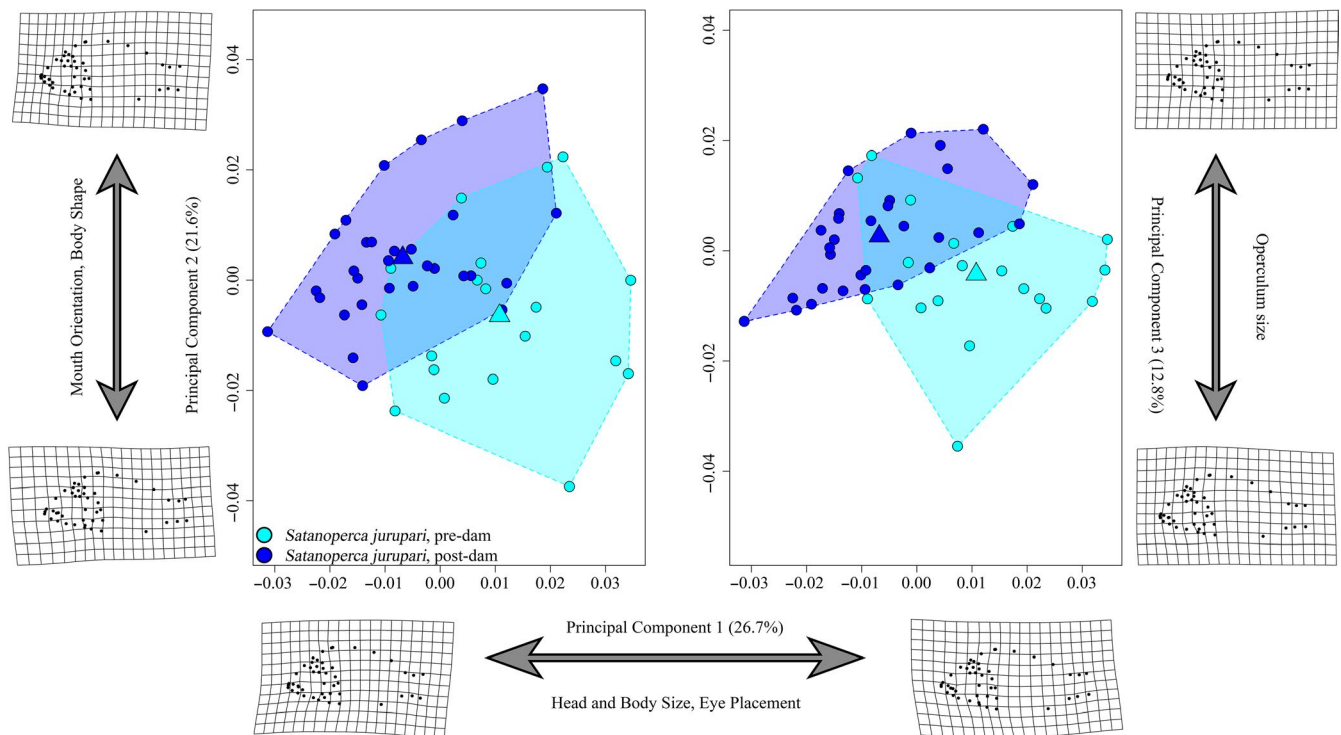 Mouth Orientation, Body Shape
Principal Component 2 (21.6%)
0.04
0.02
0.00
−0.02
−0.04
Satanoperca jurupari, pre-dam
Satanoperca jurupari, post-dam
−0.03
−0.01
0.00
0.01
0.02
0.03
0.04
0.02
0.00
−0.02
−0.04
−0.03
−0.01
0.00
0.01
0.02
0.03
Principal Component 3 (12.8%)
Operculum size
Principal Component 1 (26.7%)
Head and Body Size, Eye Placement